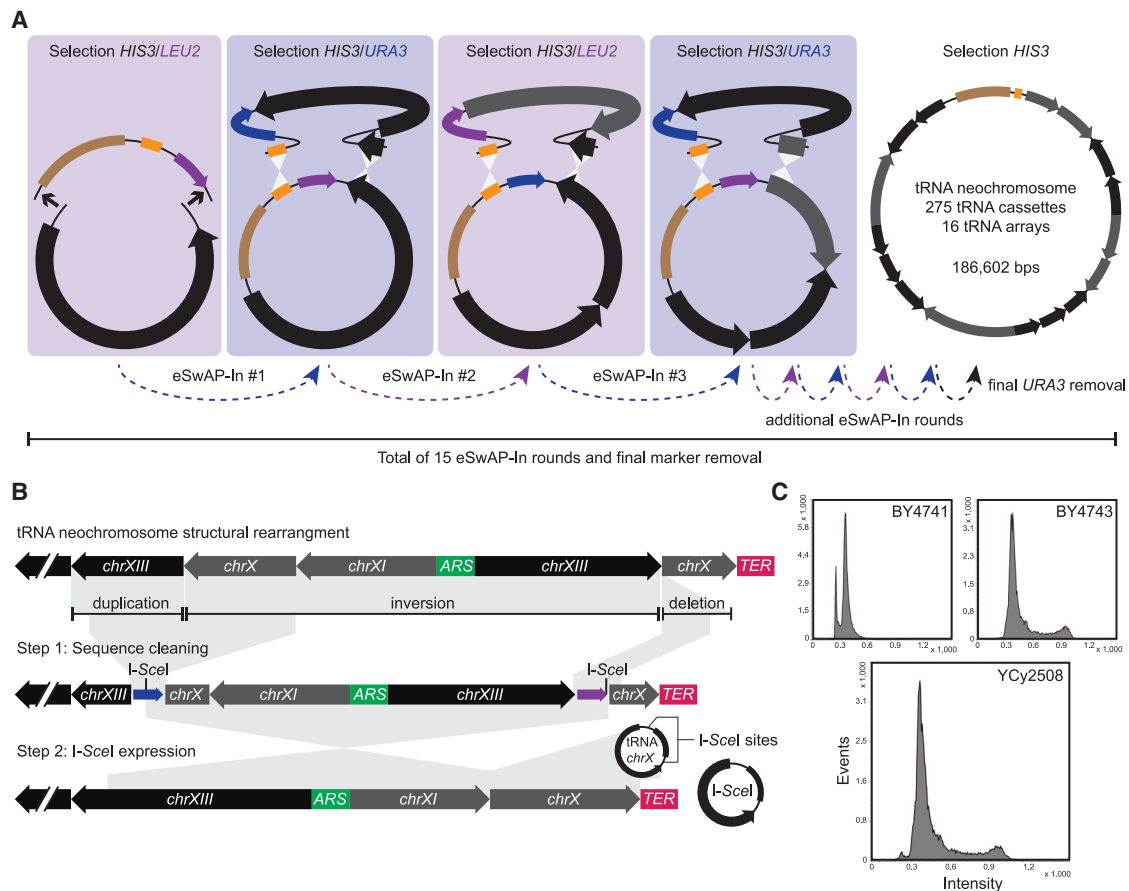 A
Selection HIS3/LEU2
Selection HIS3/URA3
Selection HIS3/LEU2
Selection HIS3/URA3
Selection HIS3
tRNA neochromosome
275 tRNA cassettes
16 tRNA arrays
186,602 bps
eSwAP-In #1
eSwAP-In #2
eSwAP-In #3
final URA3 removal
additional eSwAP-In rounds
Total of 15 eSwAP-In rounds and final marker removal
B
tRNA neochromosome structural rearrangment
chrXIII
chrX
chrXI
ARS
chrXIII
chrX
TER
duplication
inversion
deletion
Step 1: Sequence cleaning
I-SceI
I-SceI
chrXIII
chrX
chrXI
ARS
chrXIII
chrX
TER
Step 2: I-SceI expression
tRNA
chrX
I-SceI sites
I-SceI
chrXIII
ARS
chrXI
chrX
TER
C
BY4741
x 1,000
5.8
4.4
2.9
1.5
0
0 0.3 0.6 0.9 1.2 x 1,000
BY4743
x 1,000
3.1
2.4
1.6
0.8
0
0 0.3 0.6 0.9 1.2 x 1,000
YCy2508
x 1,000
3.1
2.4
1.6
0.8
0
0 0.3 0.6 0.9 1.2
x 1,000
Events
Intensity